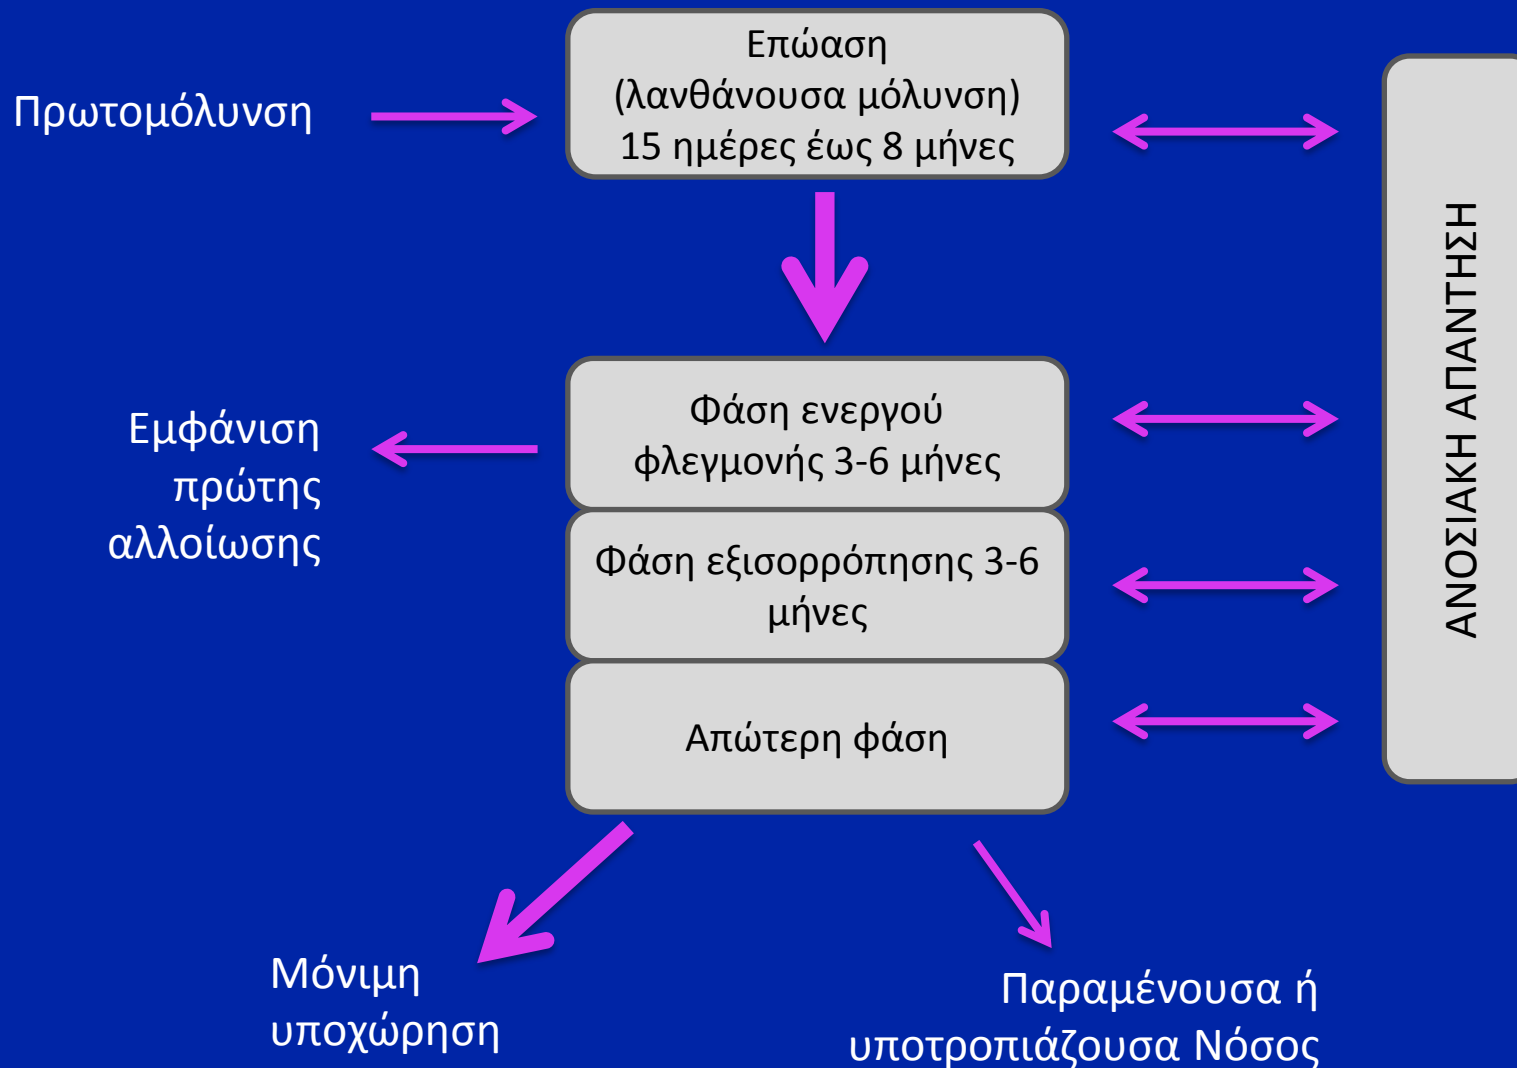 Επώαση
(λανθάνουσα μόλυνση)
15 ημέρες έως 8 μήνες
Πρωτομόλυνση
Φάση ενεργού
φλεγμονής 3-6 μήνες
Εμφάνιση
πρώτης
αλλοίωσης
Φάση εξισορρόπησης 3-6
μήνες
Απώτερη φάση
ΑΝΟΣΙΑΚΗ ΑΠΑΝΤΗΣΗ
Μόνιμη
υποχώρηση
Παραμένουσα ή
υποτροπιάζουσα Νόσος